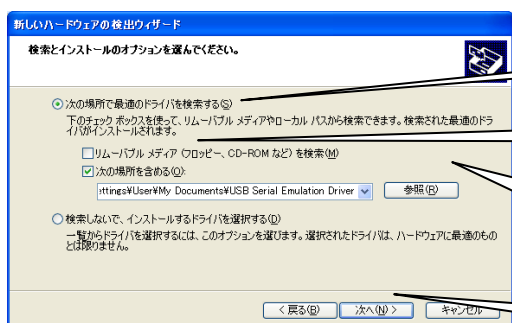 新しいハードウェアの検出ウィザード
検索とインストールのオプションを選んでください。
次の場所で最適のドライバを検索する(S)
下のチェック ボックスを使って、リムーバブル メディアやローカル パスから検索できます。検索された最適のドラ
イバがインストールされます。
リムーバブル メディア (フロッピー、CD-ROM など) を検索(M)
次の場所を含める(O):
ttings¥User¥My Documents¥USB Serial Emulation Driver
参照(R)
検索しないで、インストールするドライバを選択する(D)
一覧からドライバを選択するには、このオプションを選びます。選択されたドライバは、ハードウェアに最適のもの
とは限りません。
< 戻る(B) 次へ(N) > キャンセル